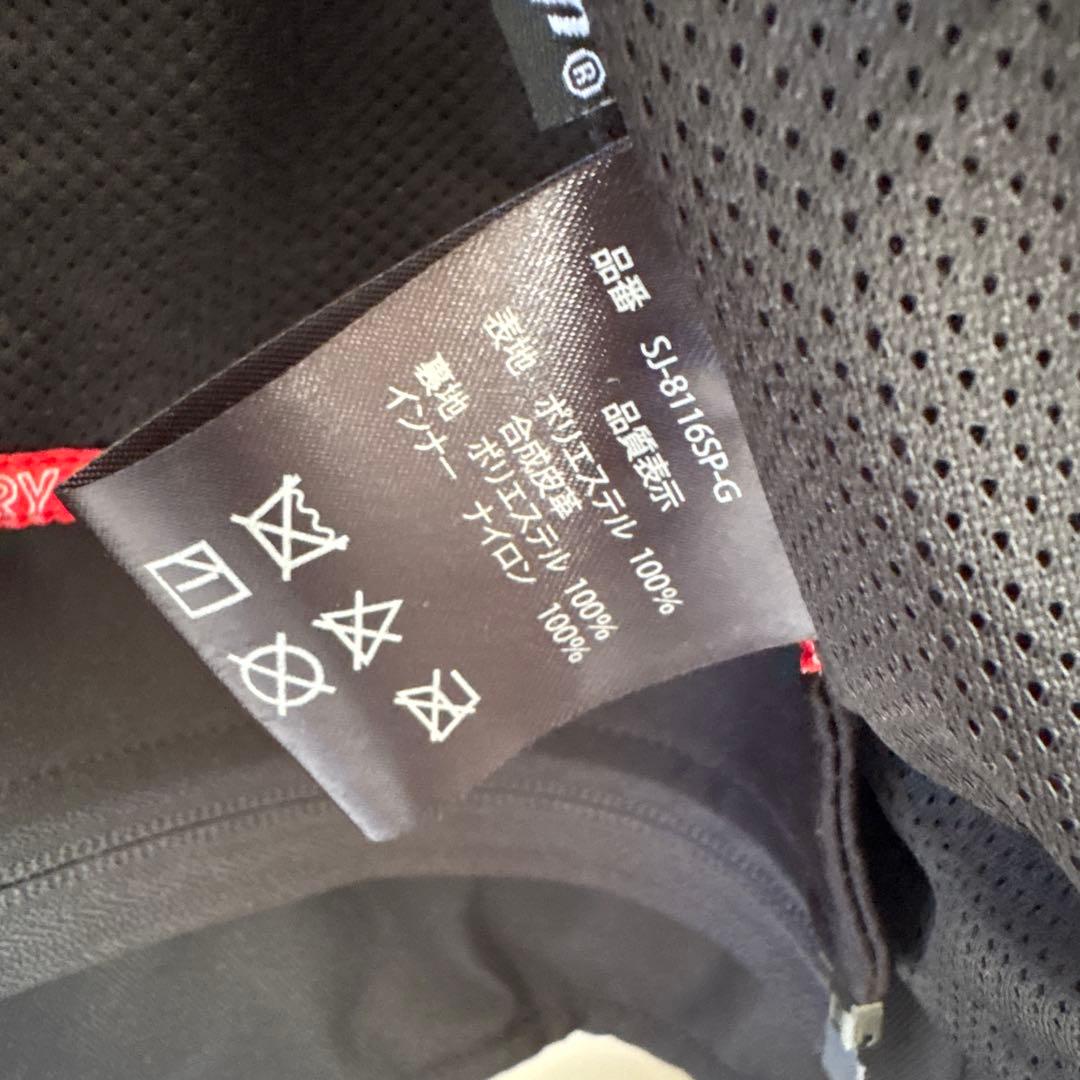 品番 SJ-8116SP-G
品質表示
表地 ポリエステル 100%
合成皮革
裏地 ポリエステル 100%
インナー ナイロン 100%
RY
®